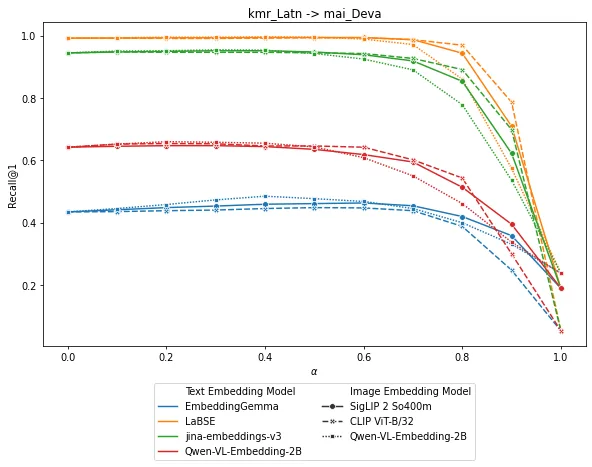 kmr_Latn -> mai_Deva
Recall@1
1.0
0.8
0.6
0.4
0.2
0.0 0.2 0.4 0.6 0.8 1.0
α
Text Embedding Model Image Embedding Model
EmbeddingGemma SigLIP 2 So400m
LaBSE CLIP ViT-B/32
jina-embeddings-v3 Qwen-VL-Embedding-2B
Qwen-VL-Embedding-2B